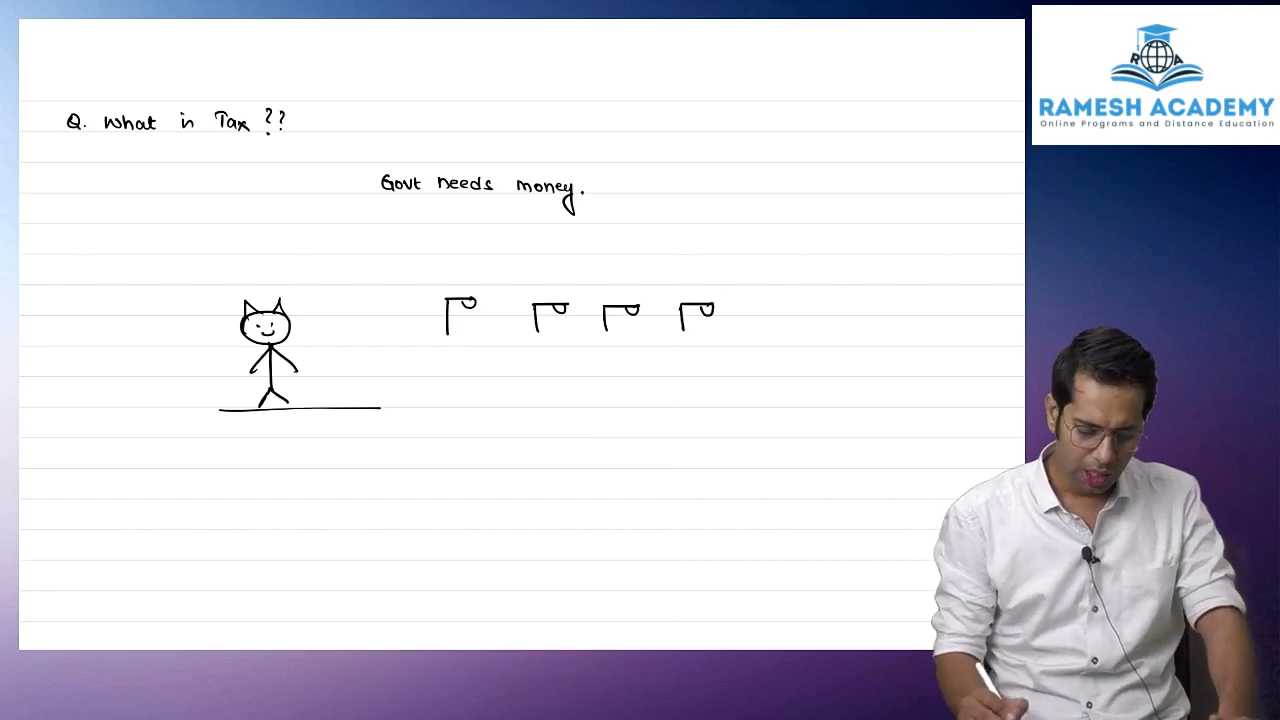 Q. What is Tax ??
Govt needs money.
R A
RAMESH ACADEMY
Online Programs and Distance Education